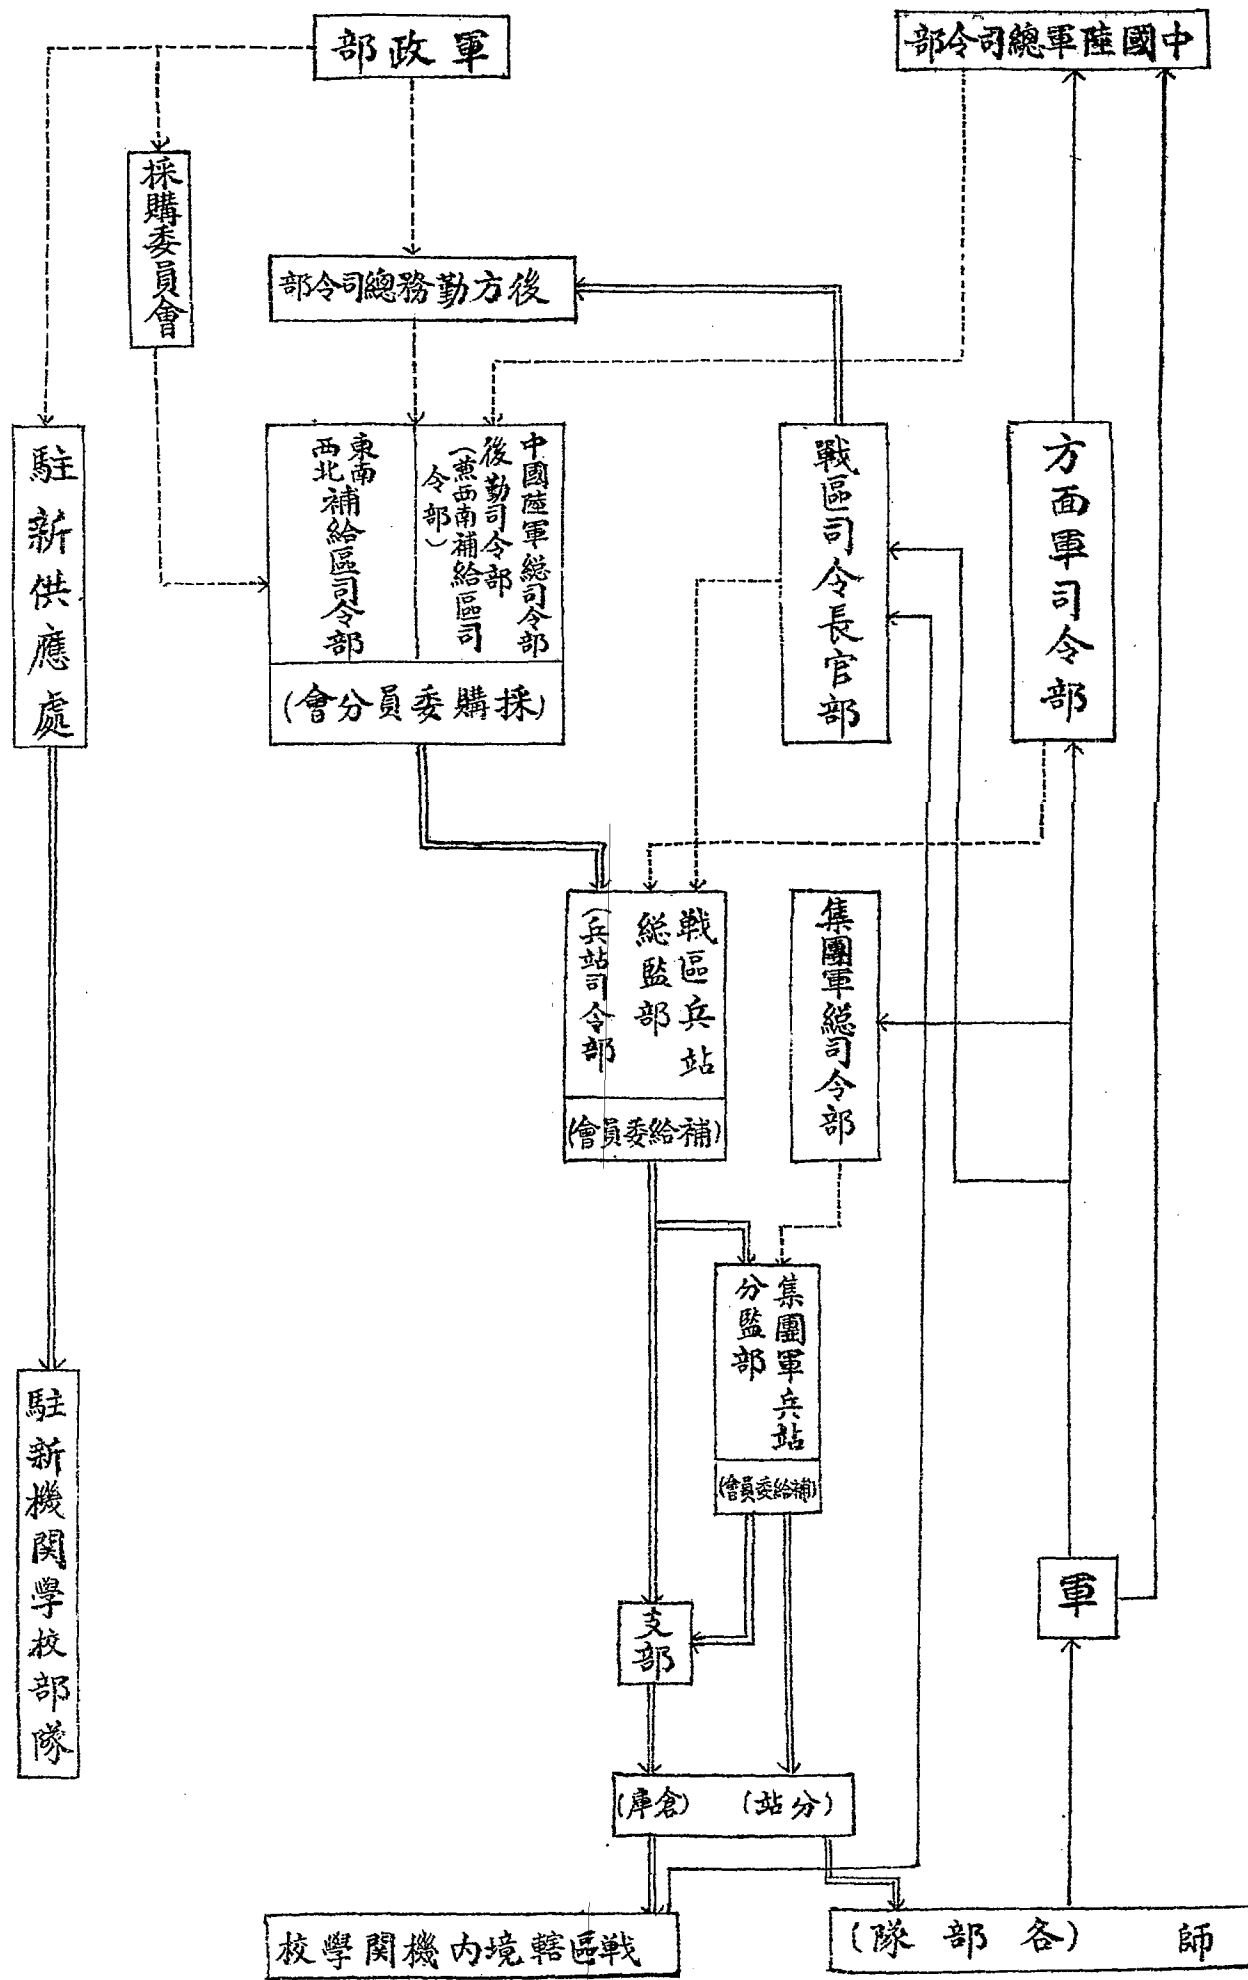 中國陸軍總司令部
軍政部
採購委員會
後方勤務總司令部
方面軍司令部
戰區司令長官部
中國陸軍総司令部
後勤司令部
(兼西南補給區司
令部)
東南
西北
補給區司令部
(採購委員分會)
駐新供應處
集團軍総司令部
戦區兵站
総監部
(兵站司令部)
(補給委員會)
集團軍兵站
分監部
(補給委員會)
軍
支部
(分站)
(倉庫)
駐新機関學校部隊
師 (各部隊)
戦區轄境内機関學校